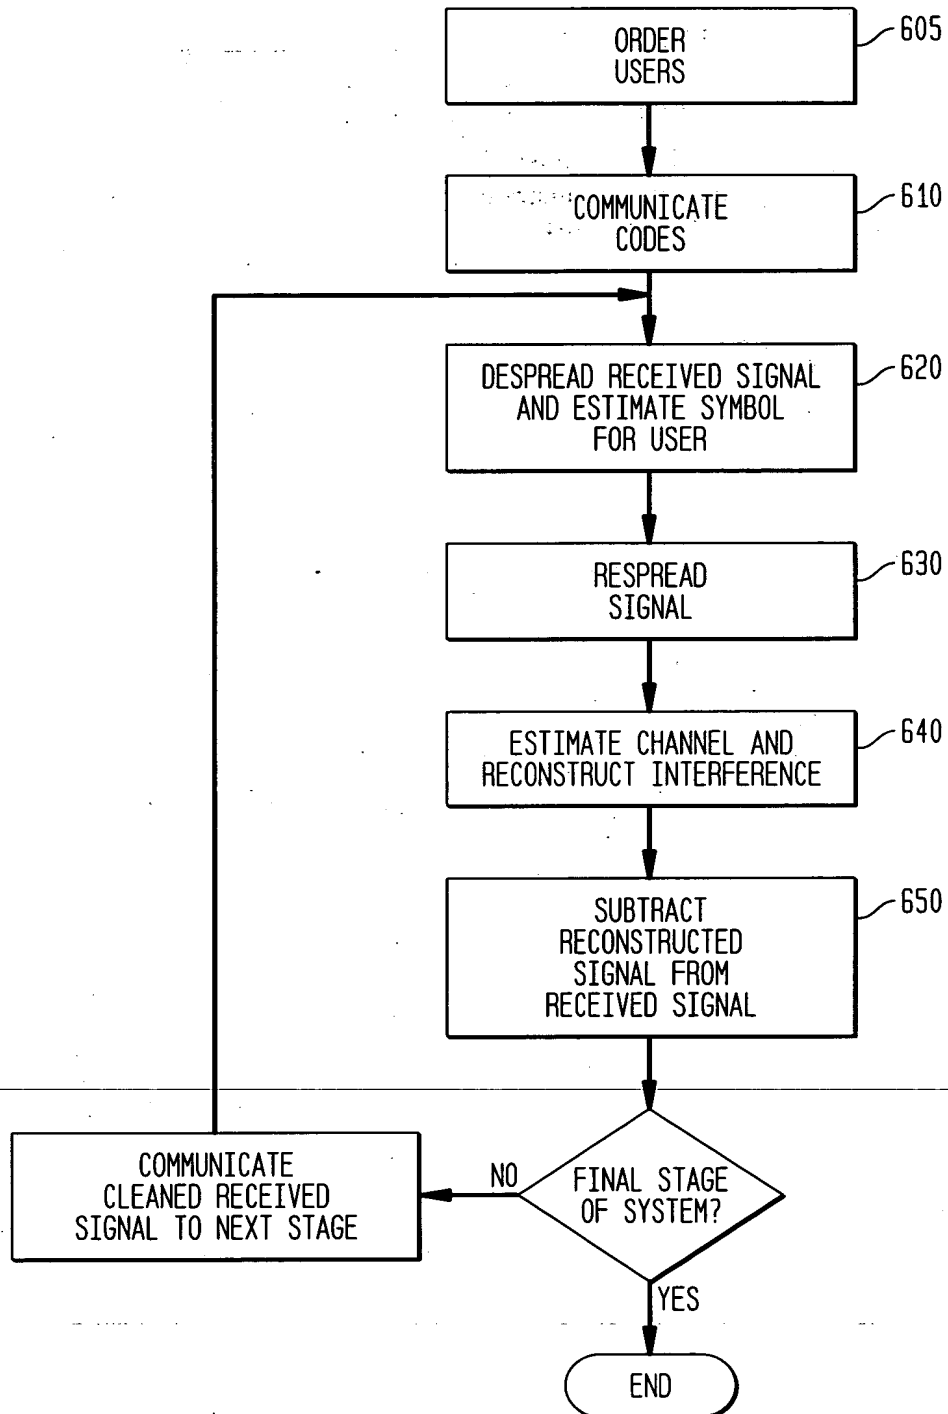 ORDER
USERS
605
COMMUNICATE
CODES
610
DESPREAD RECEIVED SIGNAL
AND ESTIMATE SYMBOL
FOR USER
620
RESPREAD
SIGNAL
630
ESTIMATE CHANNEL AND
RECONSTRUCT INTERFERENCE
640
SUBTRACT
RECONSTRUCTED
SIGNAL FROM
RECEIVED SIGNAL
650
FINAL STAGE
OF SYSTEM?
NO
COMMUNICATE
CLEANED RECEIVED
SIGNAL TO NEXT STAGE
YES
END